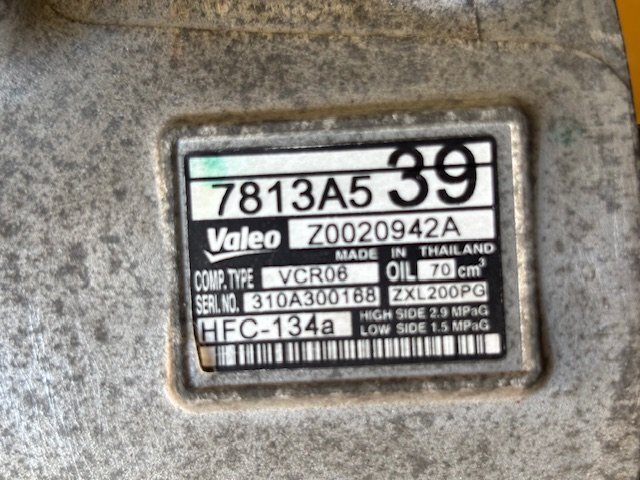 7813A5 39
Valeo Z0020942A
MADE IN THAILAND
COMP. TYPE VCR06 OIL 70 cm³
SERI. NO. 310A300168 ZXL200PG
HFC-134a HIGH SIDE 2.9 MPaG
LOW SIDE 1.5 MPaG